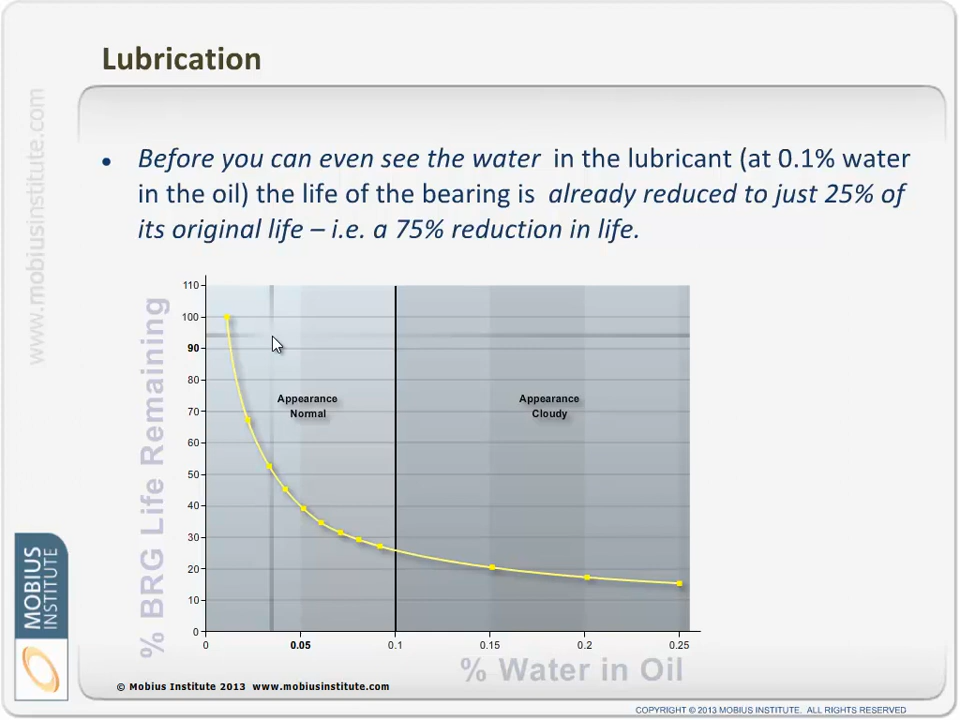 Lubrication
www.mobiusinstitute.com
• Before you can even see the water in the lubricant (at 0.1% water
in the oil) the life of the bearing is already reduced to just 25% of
its original life – i.e. a 75% reduction in life.
% BRG Life Remaining
110
100
90
80
70
60
50
40
30
20
10
0
Appearance
Normal
Appearance
Cloudy
0 0.05 0.1 0.15 0.2 0.25
% Water in Oil
MOBIUS
INSTITUTE
© Mobius Institute 2013 www.mobiusinstitute.com
COPYRIGHT © 2013 MOBIUS INSTITUTE. ALL RIGHTS RESERVED